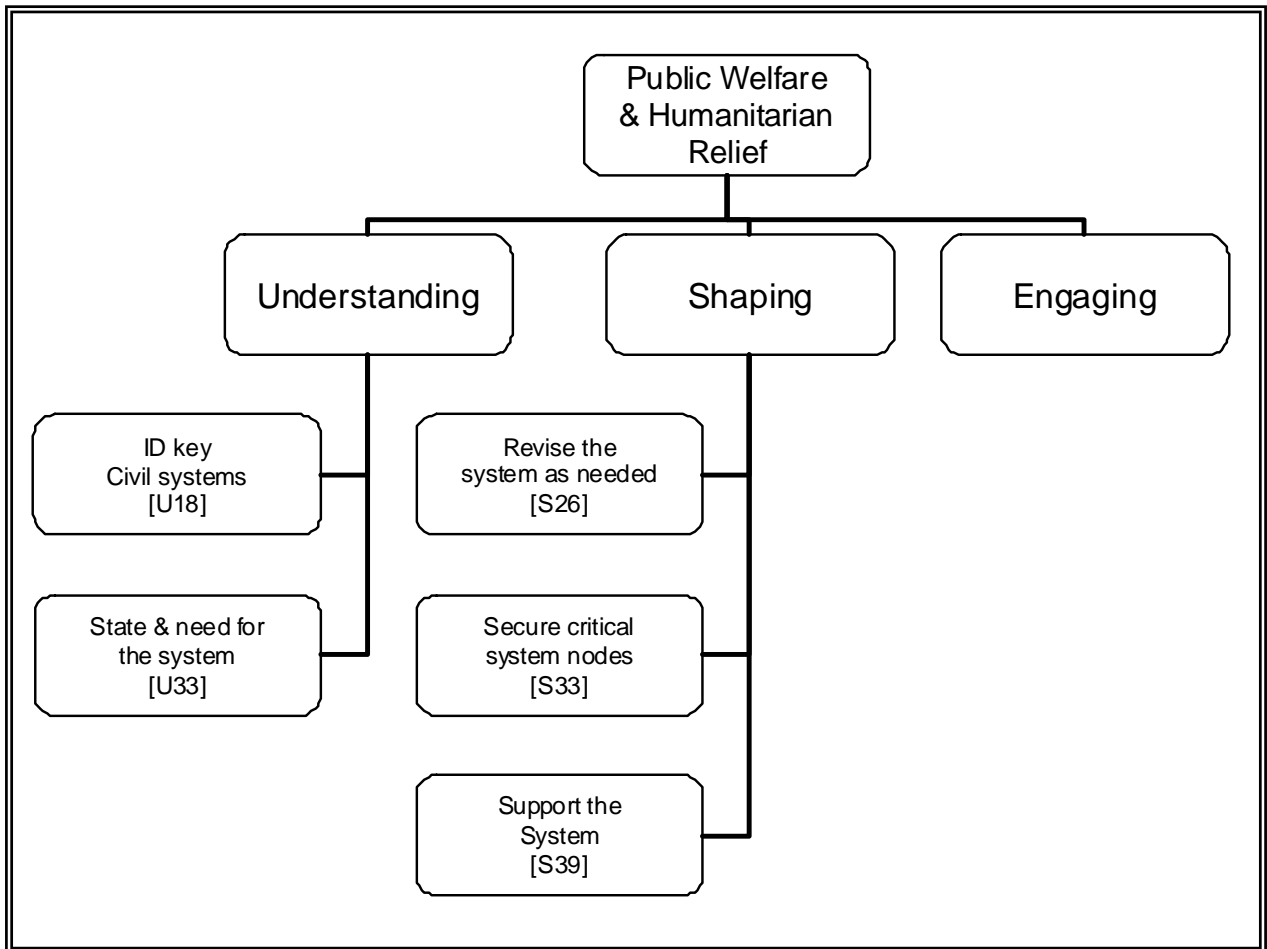 Public Welfare
& Humanitarian
Relief
Understanding
Shaping
Engaging
ID key
Civil systems
[U18]
State & need for
the system
[U33]
Revise the
system as needed
[S26]
Secure critical
system nodes
[S33]
Support the
System
[S39]